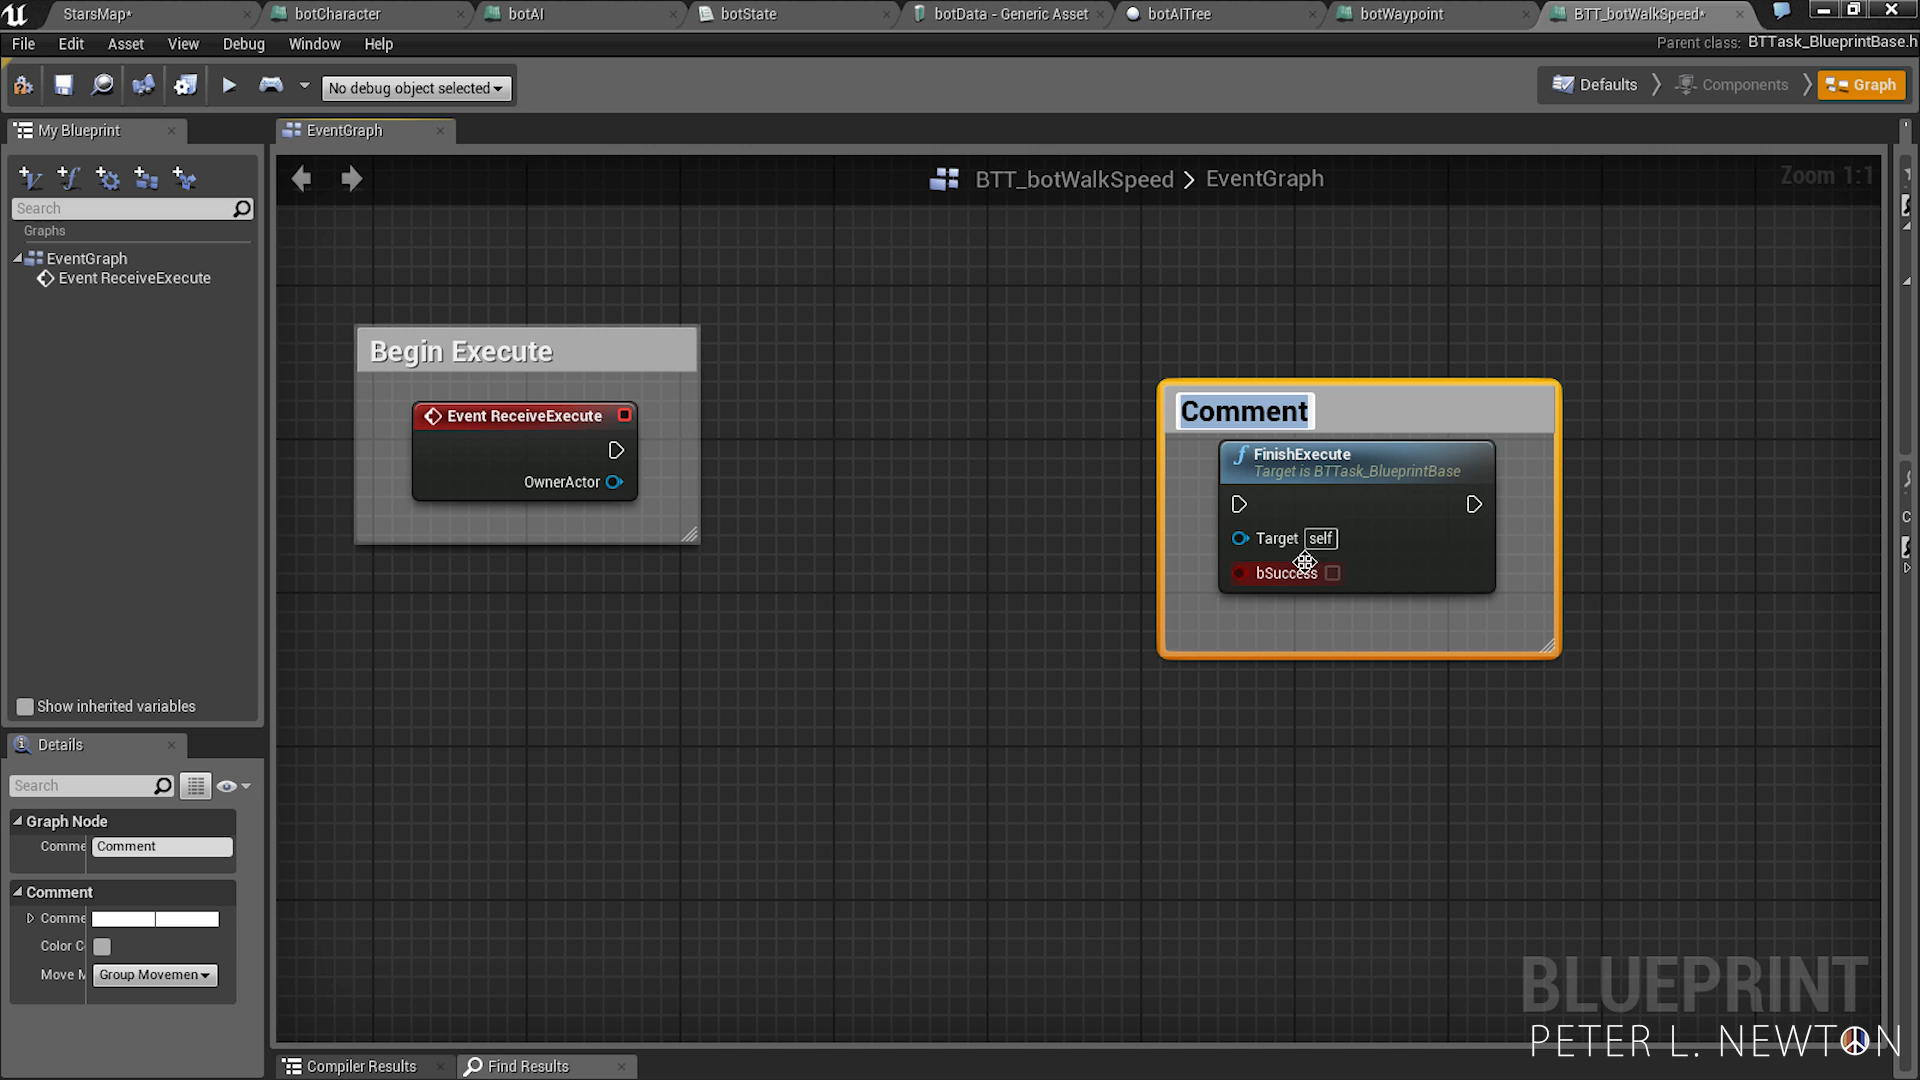 StarsMap*
botCharacter
botAI
botState
botData - Generic Asset
botAITree
botWaypoint
BTT_botWalkSpeed*
File Edit Asset View Window Debug Help
Parent class: BTTask_BlueprintBase.h
No debug object selected
Defaults
Components
Graph
My Blueprint
EventGraph
BTT_botWalkSpeed > EventGraph
Zoom 1:1
Search
Graphs
EventGraph
Event ReceiveExecute
Begin Execute
Event ReceiveExecute
OwnerActor
Comment
FinishExecute
Target is BTTask_BlueprintBase
Target self
bSuccess
Show inherited variables
Details
Search
Graph Node
Comme Comment
Comment
Comme
Color C
Move M Group Movemen
BLUEPRINT
PETER L. NEWTON
Compiler Results
Find Results